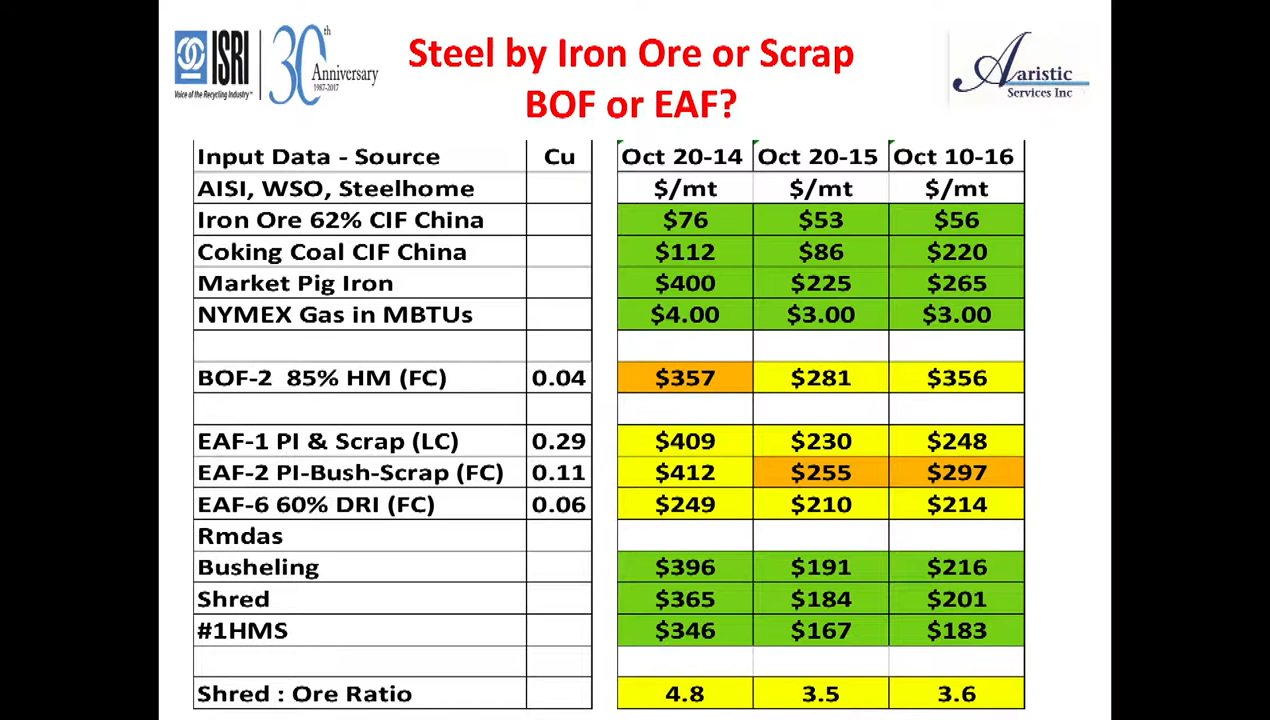 ISRI
Voice of the Recycling Industry™
30th
Anniversary
1987-2017
Steel by Iron Ore or Scrap
BOF or EAF?
Aaristic
Services Inc
Input Data - Source Cu Oct 20-14 Oct 20-15 Oct 10-16
AISI, WSO, Steelhome $/mt $/mt $/mt
Iron Ore 62% CIF China $76 $53 $56
Coking Coal CIF China $112 $86 $220
Market Pig Iron $400 $225 $265
NYMEX Gas in MBTUs $4.00 $3.00 $3.00
BOF-2 85% HM (FC) 0.04 $357 $281 $356
EAF-1 PI & Scrap (LC) 0.29 $409 $230 $248
EAF-2 PI-Bush-Scrap (FC) 0.11 $412 $255 $297
EAF-6 60% DRI (FC) 0.06 $249 $210 $214
Rmdas
Busheling $396 $191 $216
Shred $365 $184 $201
#1HMS $346 $167 $183
Shred : Ore Ratio 4.8 3.5 3.6